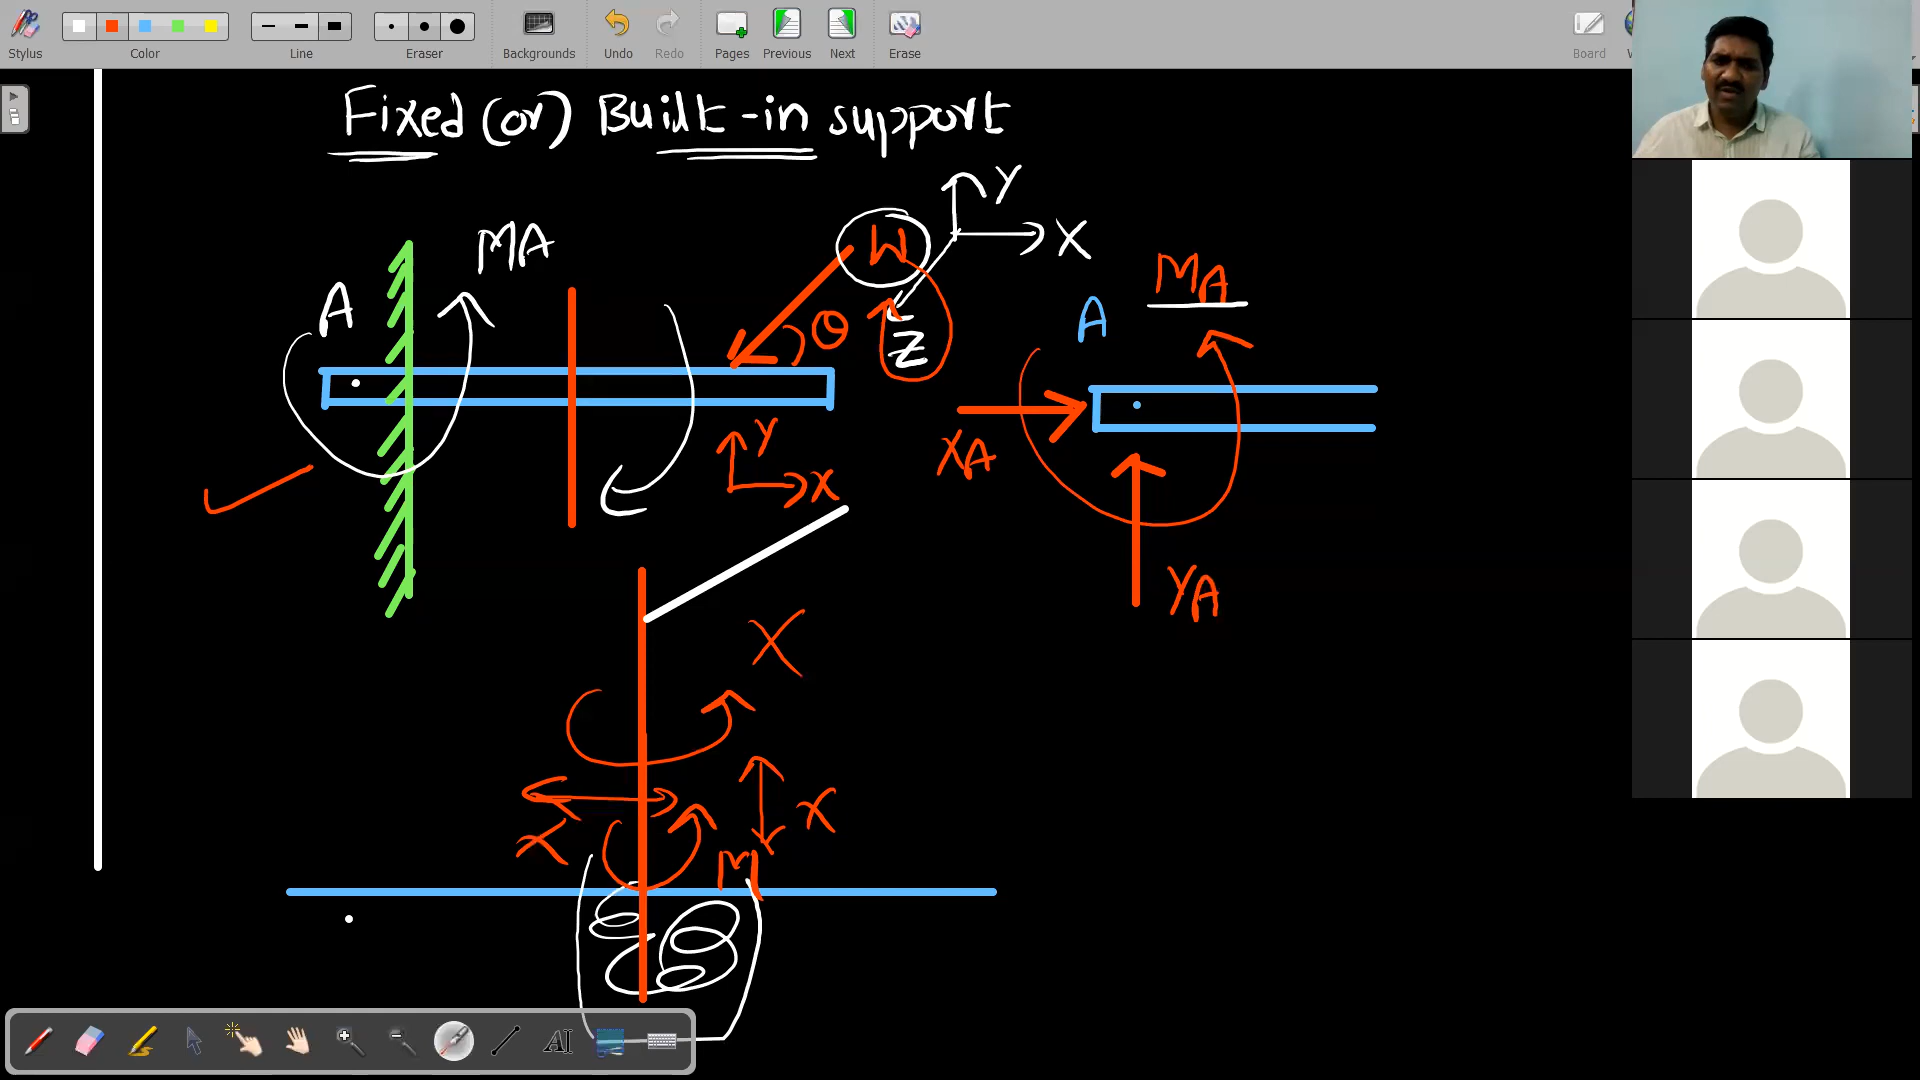 Stylus
Color
Line
Eraser
Backgrounds
Undo
Redo
Pages
Previous
Next
Erase
Board
Fixed (or) Built-in support
Y
X
Z
MA
A
W
θ
Y
X
MA
A
XA
YA
X
X
X
M
AI